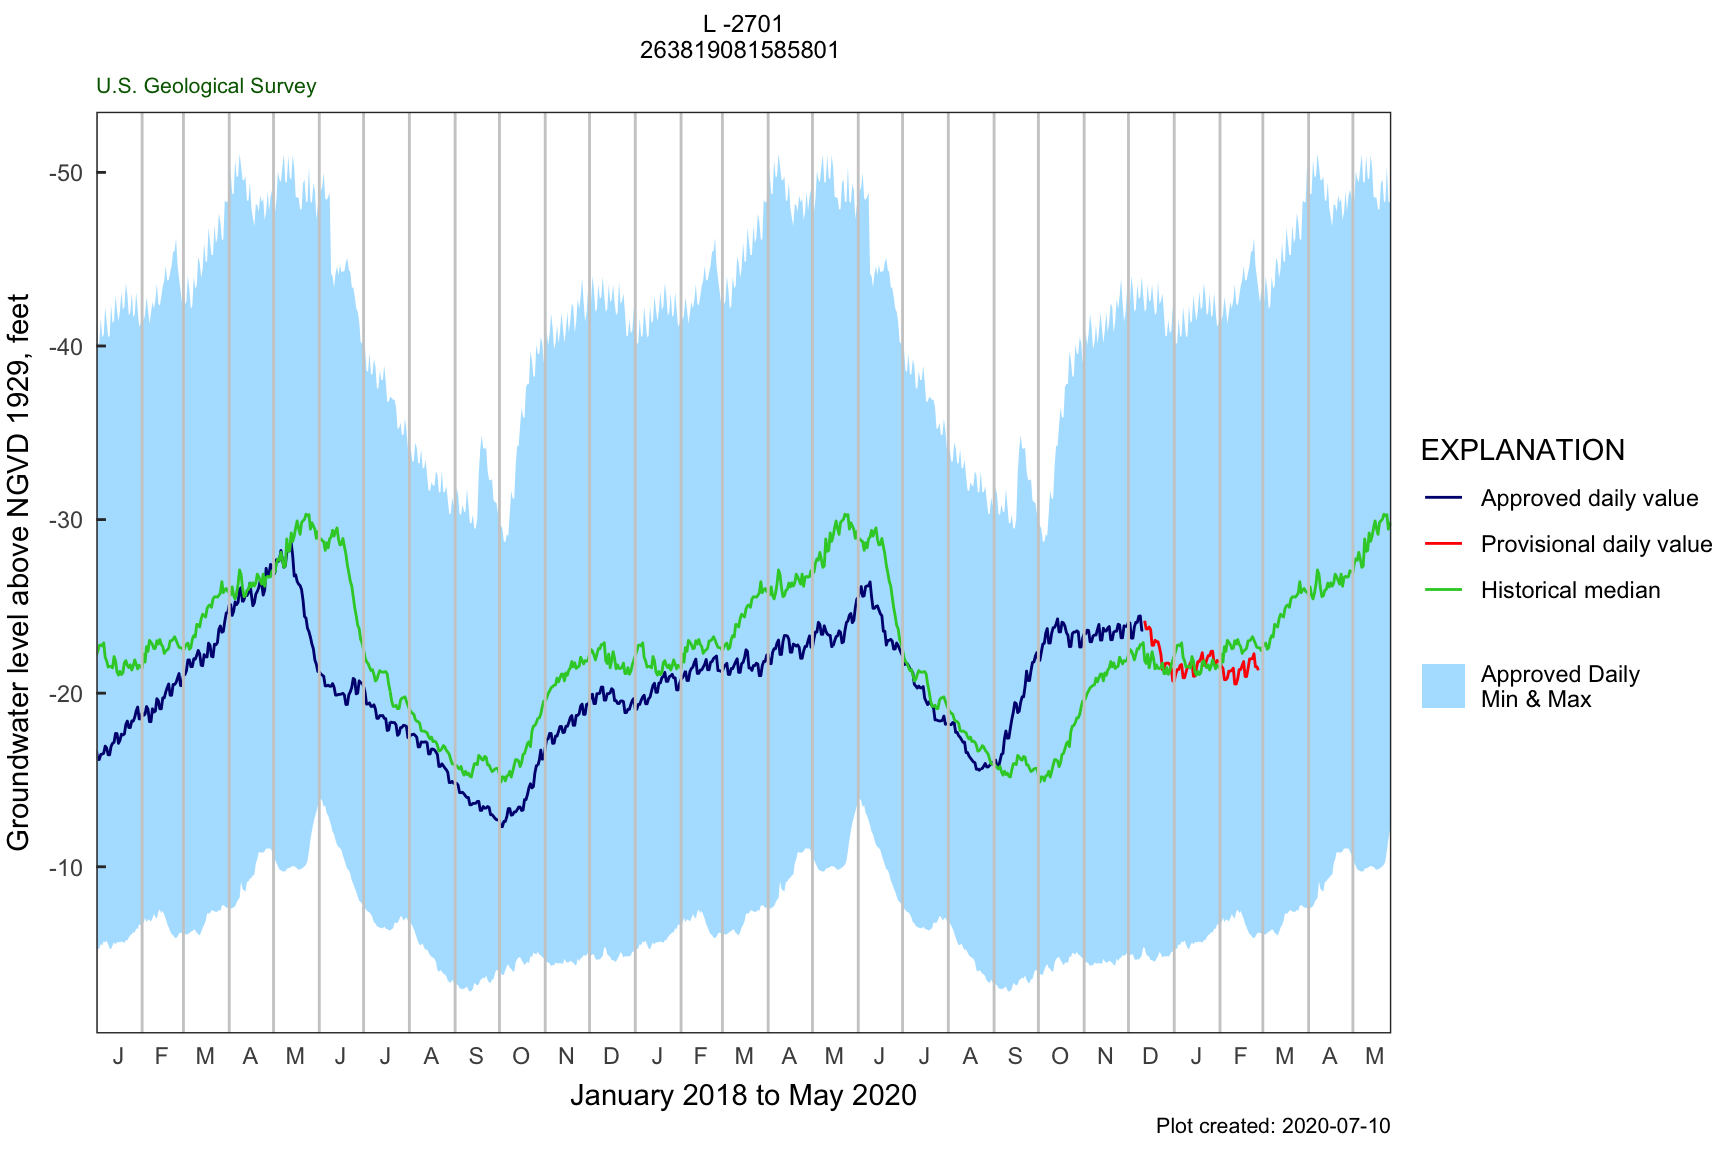 L -2701
263819081585801
U.S. Geological Survey
Groundwater level above NGVD 1929, feet
-50
-40
-30
-20
-10
J F M A M J J A S O N D J F M A M J J A S O N D J F M A M
January 2018 to May 2020
Plot created: 2020-07-10
EXPLANATION
Approved daily value
Provisional daily value
Historical median
Approved Daily
Min & Max